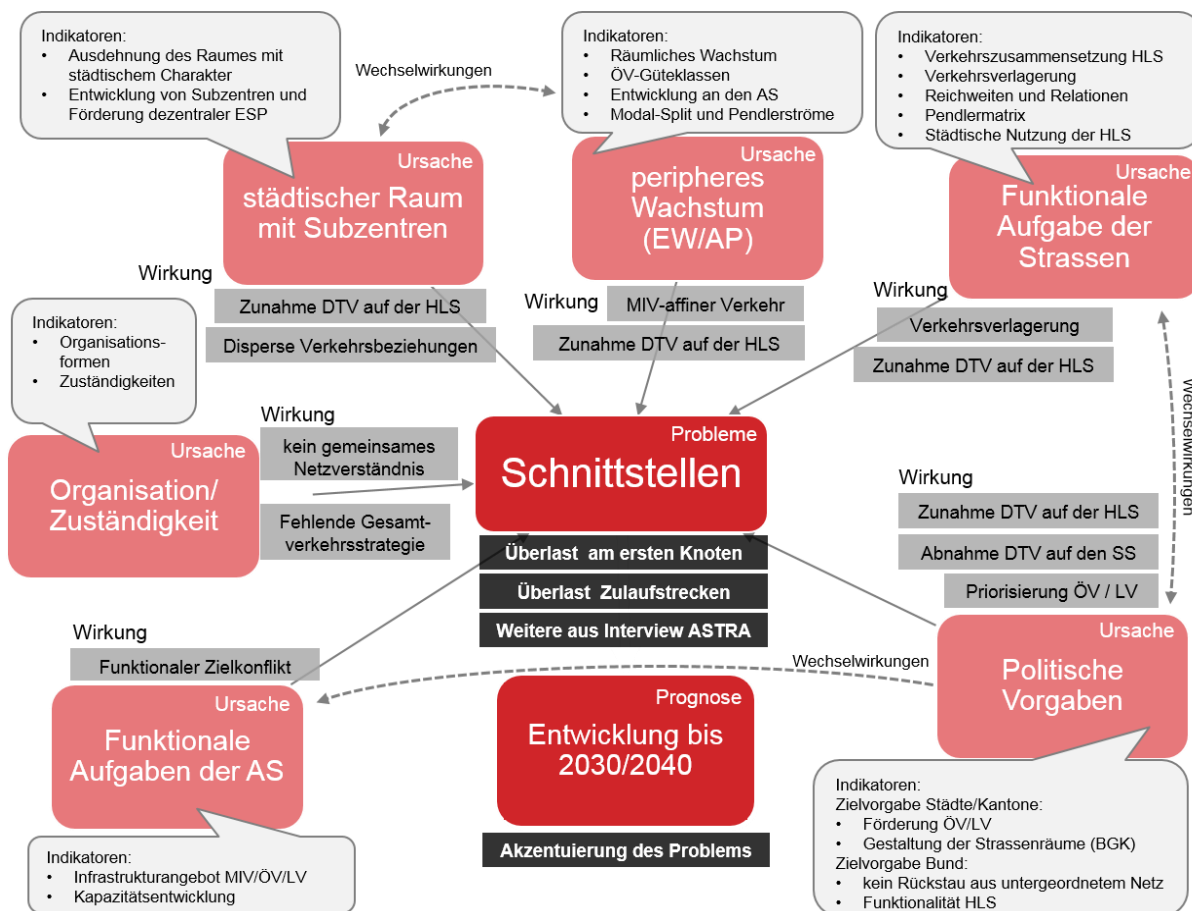 Indikatoren:
• Ausdehnung des Raumes mit
städtischem Charakter
• Entwicklung von Subzentren und
Förderung dezentraler ESP
Wechselwirkungen
Indikatoren:
• Räumliches Wachstum
• ÖV-Güteklassen
• Entwicklung an den AS
• Modal-Split und Pendlerströme
Indikatoren:
• Verkehrszusammensetzung HLS
• Verkehrsverlagerung
• Reichweiten und Relationen
• Pendlermatrix
• Städtische Nutzung der HLS
Ursache
städtischer Raum
mit Subzentren
Ursache
peripheres
Wachstum
(EW/AP)
Ursache
Funktionale
Aufgabe der
Strassen
Wirkung
Zunahme DTV auf der HLS
Disperse Verkehrsbeziehungen
Wirkung
MIV-affiner Verkehr
Zunahme DTV auf der HLS
Wirkung
Verkehrsverlagerung
Zunahme DTV auf der HLS
Indikatoren:
• Organisations-
formen
• Zuständigkeiten
Ursache
Organisation/
Zuständigkeit
Wirkung
kein gemeinsames
Netzverständnis
Fehlende Gesamt-
verkehrsstrategie
Probleme
Schnittstellen
Überlast am ersten Knoten
Überlast Zulaufstrecken
Weitere aus Interview ASTRA
Wechselwirkungen
Wirkung
Zunahme DTV auf der HLS
Abnahme DTV auf den SS
Priorisierung ÖV / LV
Ursache
Politische
Vorgaben
Wechselwirkungen
Wirkung
Funktionaler Zielkonflikt
Ursache
Funktionale
Aufgaben der AS
Prognose
Entwicklung bis
2030/2040
Akzentuierung des Problems
Indikatoren:
• Infrastrukturangebot MIV/ÖV/LV
• Kapazitätsentwicklung
Indikatoren:
Zielvorgabe Städte/Kantone:
• Förderung ÖV/LV
• Gestaltung der Strassenräume (BGK)
Zielvorgabe Bund:
• kein Rückstau aus untergeordnetem Netz
• Funktionalität HLS